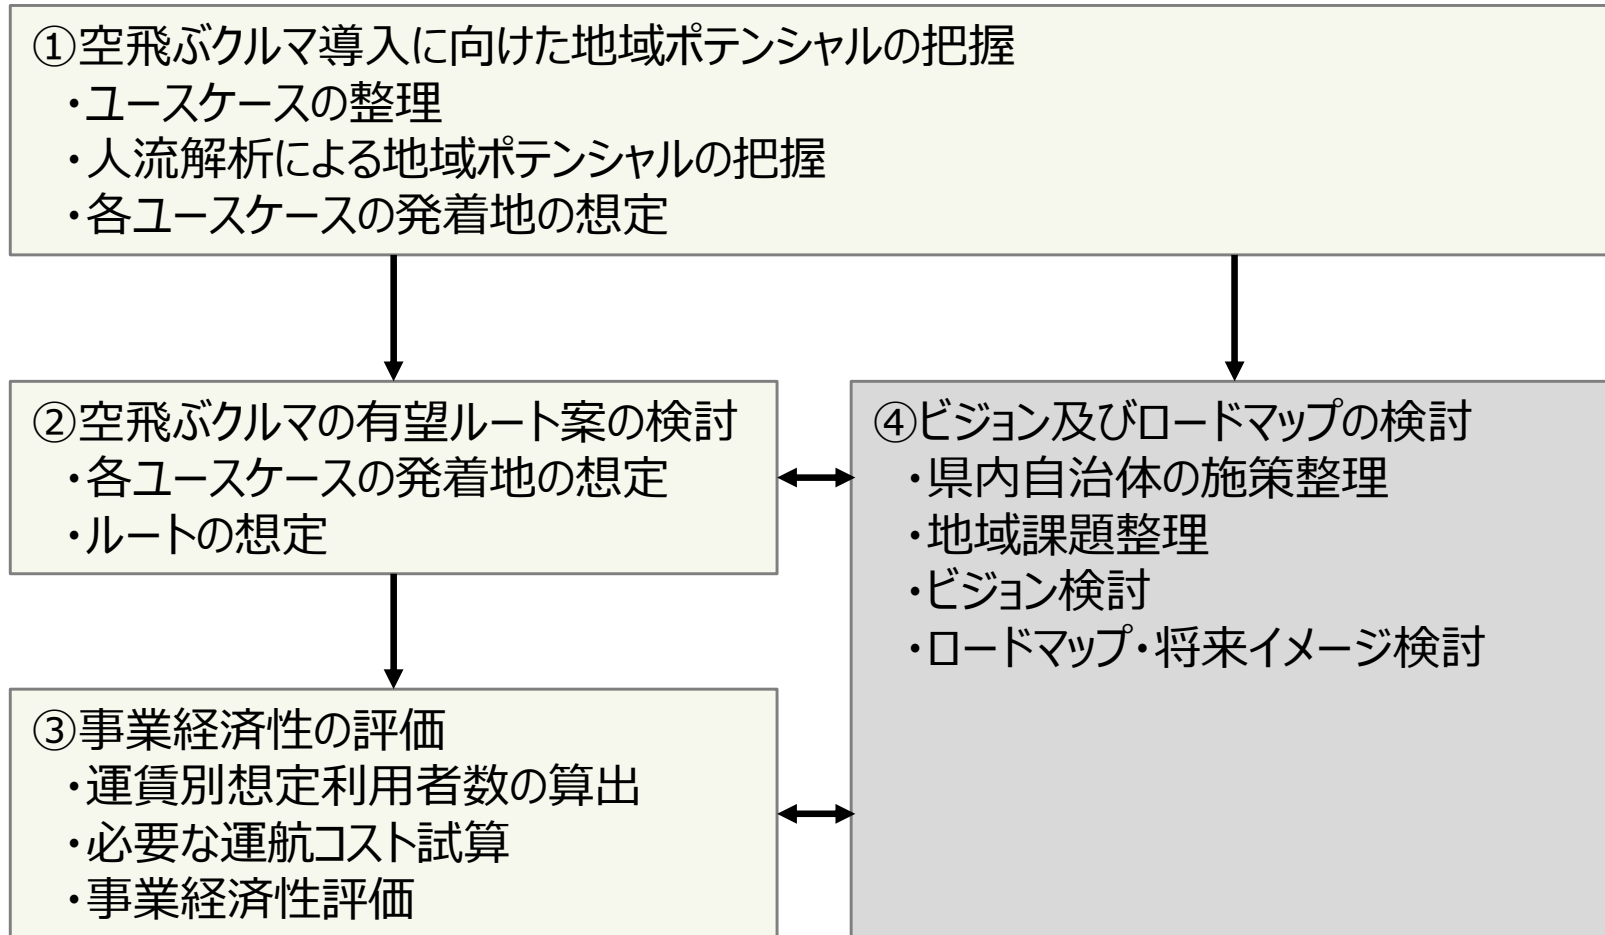 ①空飛ぶクルマ導入に向けた地域ポテンシャルの把握
・ユースケースの整理
・人流解析による地域ポテンシャルの把握
・各ユースケースの発着地の想定
②空飛ぶクルマの有望ルート案の検討
・各ユースケースの発着地の想定
・ルートの想定
③事業経済性の評価
・運賃別想定利用者数の算出
・必要な運航コスト試算
・事業経済性評価
④ビジョン及びロードマップの検討
・県内自治体の施策整理
・地域課題整理
・ビジョン検討
・ロードマップ・将来イメージ検討